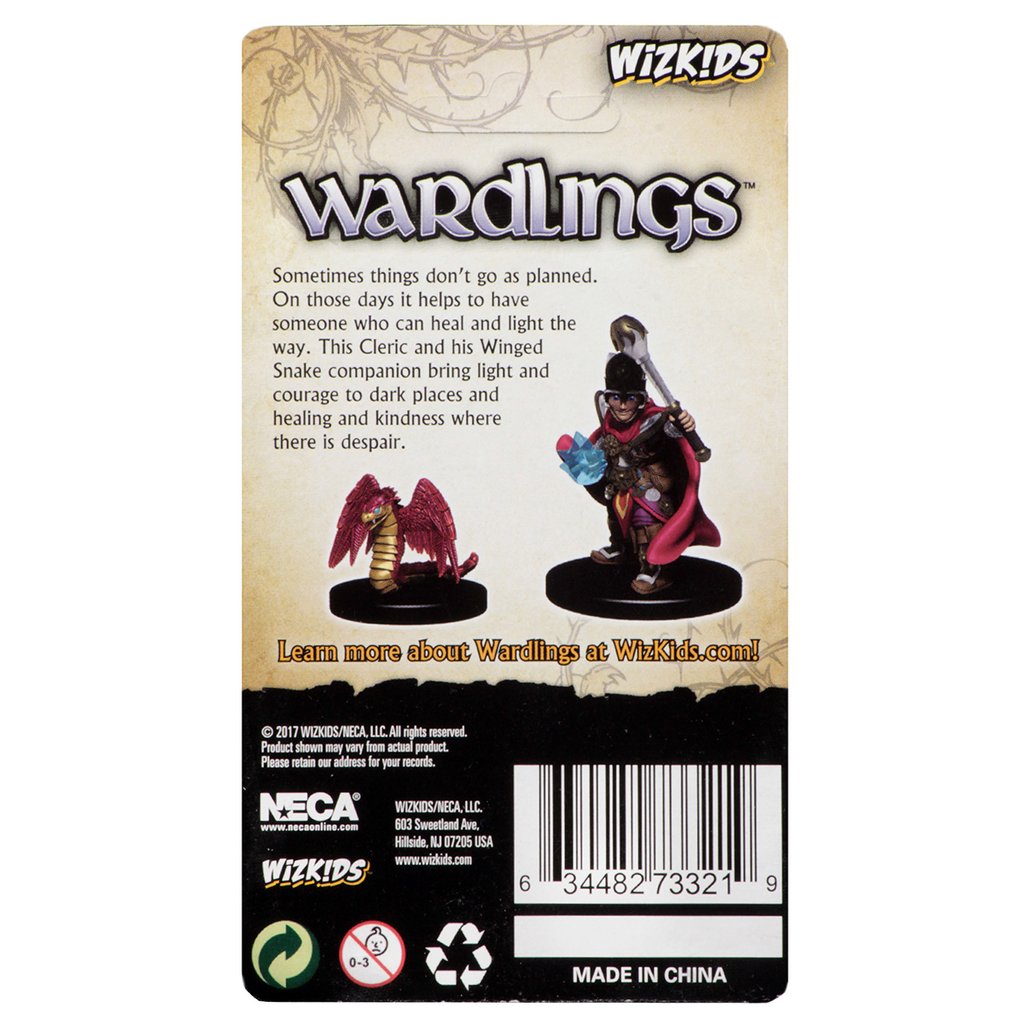 WIZK!DS™
WARDLINGS™
Sometimes things don't go as planned.
On those days it helps to have
someone who can heal and light the
way. This Cleric and his Winged
Snake companion bring light and
courage to dark places and
healing and kindness where
there is despair.
Learn more about Wardlings at WizKids.com!
© 2017 WIZKIDS/NECA, LLC. All rights reserved.
Product shown may vary from actual product.
Please retain our address for your records.
NECA®
www.necaonline.com
WIZK!DS™
WIZKIDS/NECA, LLC.
603 Sweetland Ave,
Hillside, NJ 07205 USA
www.wizkids.com
6 34482 73321 9
0-3
MADE IN CHINA